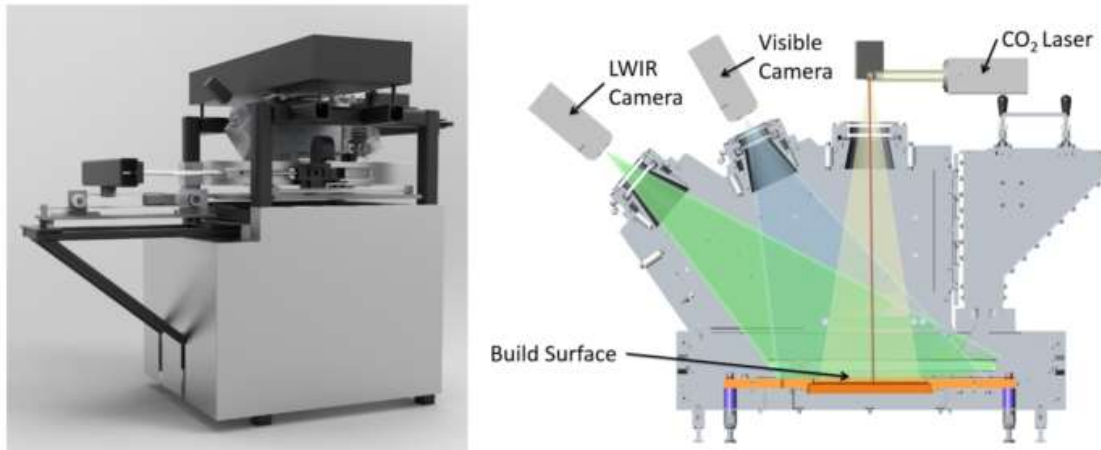 LWIR
Camera
Visible
Camera
CO₂ Laser
Build Surface